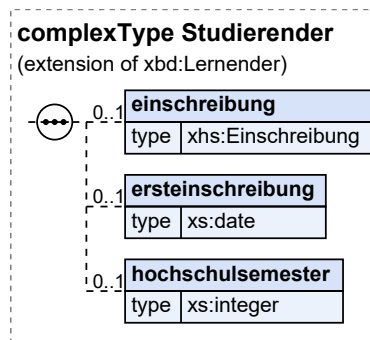 complexType Studierender
(extension of xbd:Lernender)
0..1 einschreibung
type xhs:Einschreibung
0..1 ersteinschreibung
type xs:date
0..1 hochschulsemester
type xs:integer